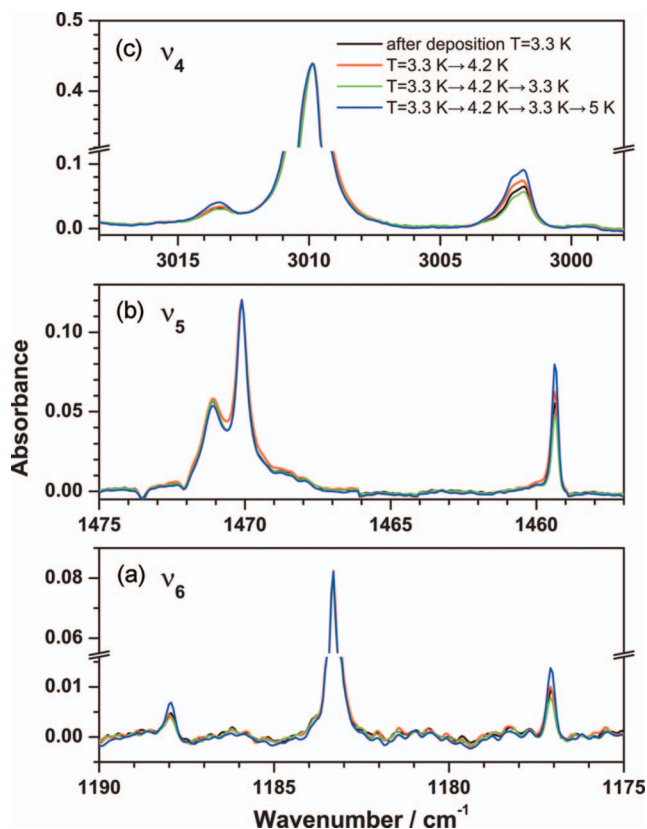 (c) ν4
after deposition T=3.3 K
T=3.3 K→4.2 K
T=3.3 K→4.2 K→3.3 K
T=3.3 K→4.2 K→3.3 K→5 K
0.5
0.4
0.1
0.0
3015 3010 3005 3000
(b) ν5
0.10
0.05
0.00
1475 1470 1465 1460
Absorbance
(a) ν6
0.08
0.06
0.01
0.00
1190 1185 1180 1175
Wavenumber / cm-1